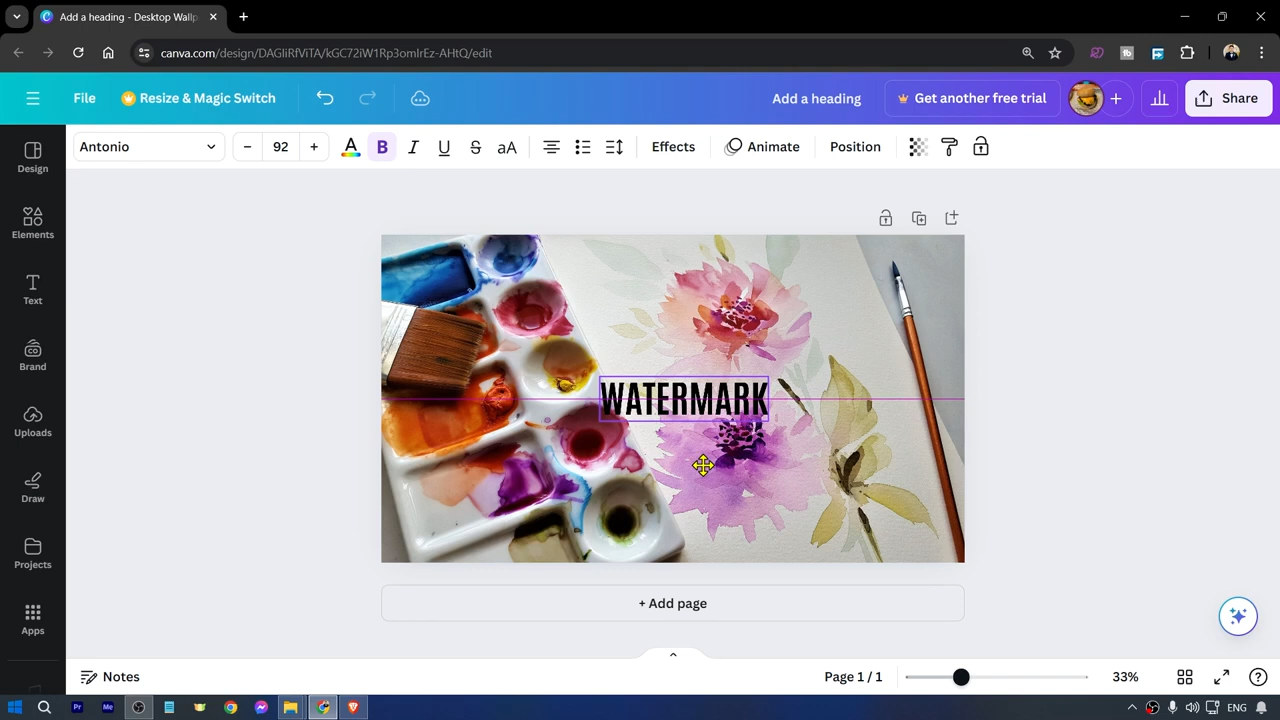 Add a heading - Desktop Wallp
canva.com/design/DAGliRfViTA/kGC72iW1Rp3omIrEz-AHtQ/edit
File
Resize & Magic Switch
Add a heading
Get another free trial
Share
Antonio
92
A
B
I
U
S
aA
Effects
Animate
Position
Design
Elements
Text
Brand
Uploads
Draw
Projects
Apps
WATERMARK
+ Add page
Notes
Page 1 / 1
33%
ENG